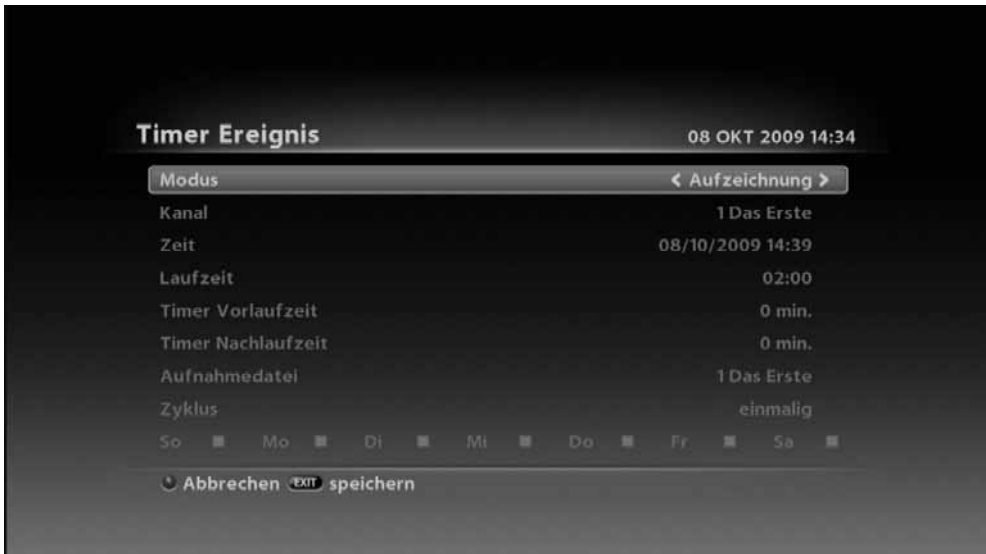 Timer Ereignis 08 OKT 2009 14:34
Modus < Aufzeichnung >
Kanal 1 Das Erste
Zeit 08/10/2009 14:39
Laufzeit 02:00
Timer Vorlaufzeit 0 min.
Timer Nachlaufzeit 0 min.
Aufnahmedatei 1 Das Erste
Zyklus einmalig
So Mo Di Mi Do Fr Sa
Abbrechen EXIT speichern